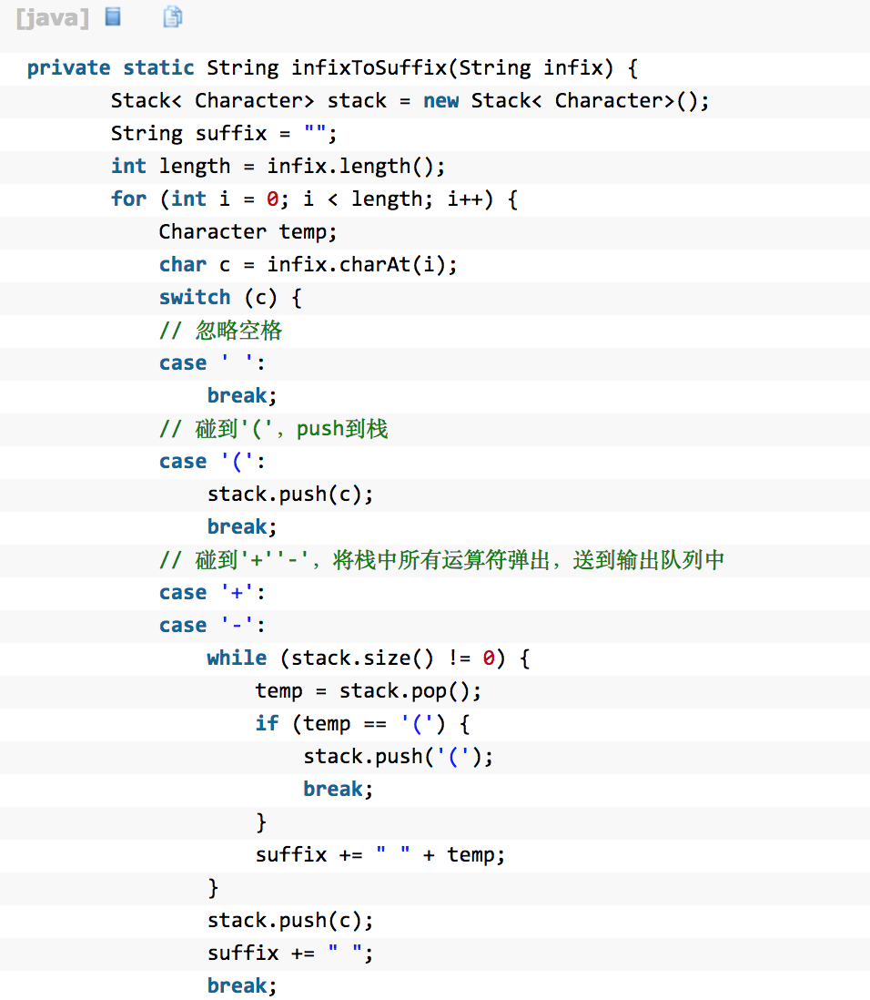 [java]
private static String infixToSuffix(String infix) {
        Stack< Character> stack = new Stack< Character>();
        String suffix = "";
        int length = infix.length();
        for (int i = 0; i < length; i++) {
            Character temp;
            char c = infix.charAt(i);
            switch (c) {
            // 忽略空格
            case ' ':
                break;
            // 碰到'('，push到栈
            case '(':
                stack.push(c);
                break;
            // 碰到'+''-'，将栈中所有运算符弹出，送到输出队列中
            case '+':
            case '-':
                while (stack.size() != 0) {
                    temp = stack.pop();
                    if (temp == '(') {
                        stack.push('(');
                        break;
                    }
                    suffix += " " + temp;
                }
                stack.push(c);
                suffix += " ";
                break;